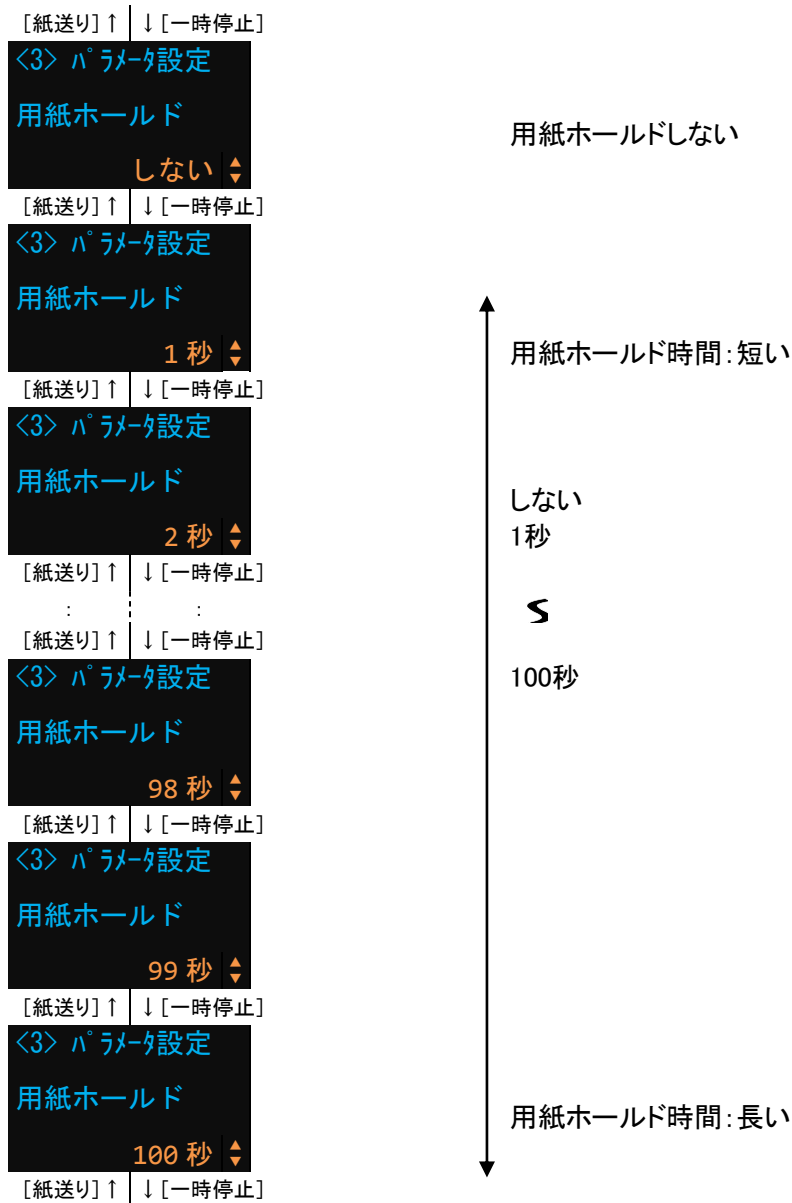 [紙送り]↑ ↓[一時停止]
<3> ﾊﾟﾗﾒｰﾀ設定
用紙ホールド
しない
用紙ホールドしない
[紙送り]↑ ↓[一時停止]
<3> ﾊﾟﾗﾒｰﾀ設定
用紙ホールド
1 秒
用紙ホールド時間：短い
[紙送り]↑ ↓[一時停止]
<3> ﾊﾟﾗﾒｰﾀ設定
用紙ホールド
2 秒
しない
1秒
[紙送り]↑ ↓[一時停止]
: :
[紙送り]↑ ↓[一時停止]
<3> ﾊﾟﾗﾒｰﾀ設定
100秒
用紙ホールド
98 秒
[紙送り]↑ ↓[一時停止]
<3> ﾊﾟﾗﾒｰﾀ設定
用紙ホールド
99 秒
[紙送り]↑ ↓[一時停止]
<3> ﾊﾟﾗﾒｰﾀ設定
用紙ホールド
100 秒
用紙ホールド時間：長い
[紙送り]↑ ↓[一時停止]